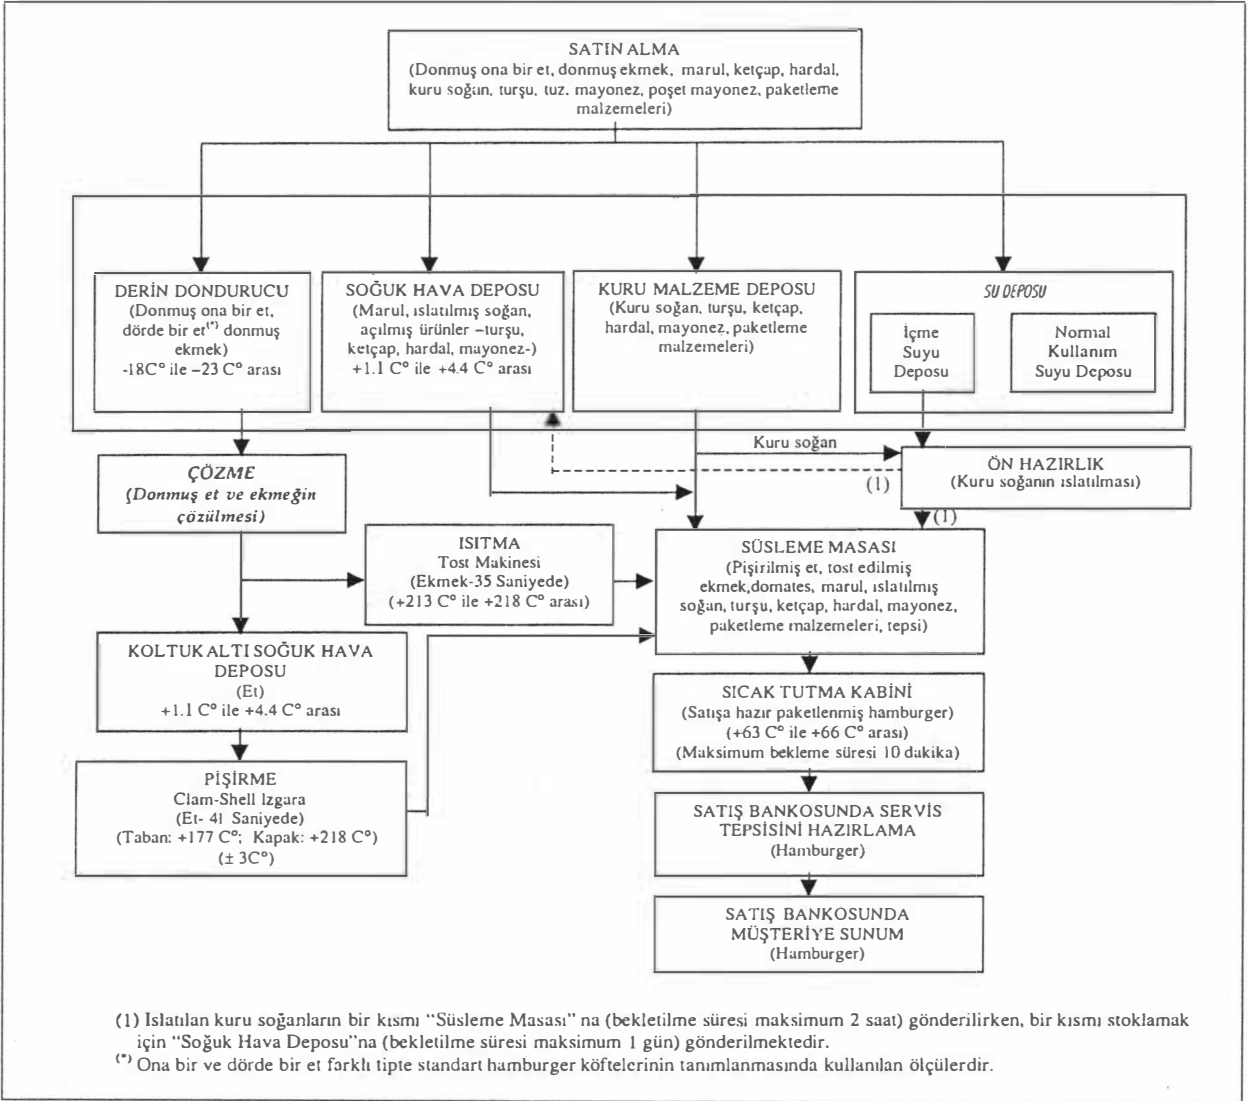 SATIN ALMA
(Donmuş ona bir et, donmuş ekmek, marul, ketçap, hardal,
kuru soğan, turşu, tuz. mayonez, poşet mayonez, paketleme
malzemeleri)
DERİN DONDURUCU
(Donmuş ona bir et,
dörde bir et(*) donmuş
ekmek)
-18C° ile –23 C° arası
SOĞUK HAVA DEPOSU
(Marul, ıslatılmış soğan,
açılmış ürünler –turşu,
ketçap, hardal, mayonez-)
+1.1 C° ile +4.4 C° arası
KURU MALZEME DEPOSU
(Kuru soğan, turşu, ketçap,
hardal, mayonez, paketleme
malzemeleri)
SU DEPOSU
İçme
Suyu
Deposu
Normal
Kullanım
Suyu Deposu
Kuru soğan
ÇÖZME
(Donmuş et ve ekmeğin
çözülmesi)
(1)
ÖN HAZIRLIK
(Kuru soğanın ıslatılması)
(1)
ISITMA
Tost Makinesi
(Ekmek-35 Saniyede)
(+213 C° ile +218 C° arası)
SÜSLEME MASASI
(Pişirilmiş et, tost edilmiş
ekmek,domates, marul, ıslatılmış
soğan, turşu, ketçap, hardal, mayonez,
paketleme malzemeleri, tepsi)
KOLTUKALTI SOĞUK HAVA
DEPOSU
(Et)
+1.1 C° ile +4.4 C° arası
SICAK TUTMA KABİNİ
(Satışa hazır paketlenmiş hamburger)
(+63 C° ile +66 C° arası)
(Maksimum bekleme süresi 10 dakika)
PİŞİRME
Clam-Shell Izgara
(Et- 41 Saniyede)
(Taban: +177 C°; Kapak: +218 C°)
(± 3C°)
SATIŞ BANKOSUNDA SERVİS
TEPSİSİNİ HAZIRLAMA
(Hamburger)
SATIŞ BANKOSUNDA
MÜŞTERİYE SUNUM
(Hamburger)
(1) Islatılan kuru soğanların bir kısmı “Süsleme Masası” na (bekletilme süresi maksimum 2 saat) gönderilirken, bir kısmı stoklamak
için “Soğuk Hava Deposu”na (bekletilme süresi maksimum 1 gün) gönderilmektedir.
(*) Ona bir ve dörde bir et farklı tipte standart hamburger köftelerinin tanımlanmasında kullanılan ölçülerdir.